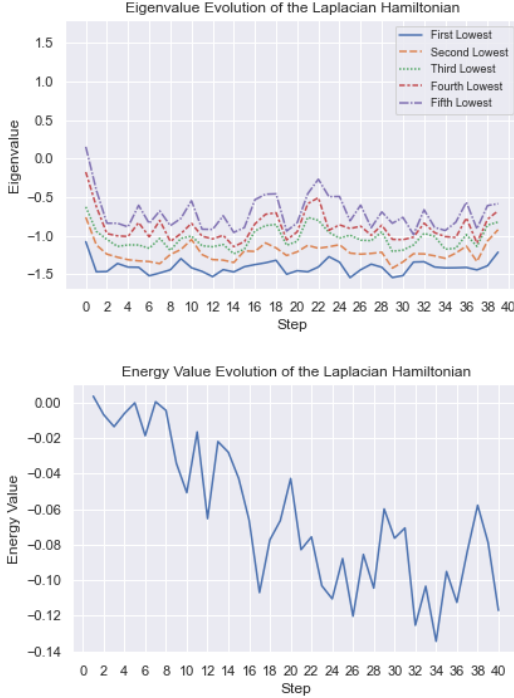 Eigenvalue Evolution of the Laplacian Hamiltonian
First Lowest
Second Lowest
Third Lowest
Fourth Lowest
Fifth Lowest
Eigenvalue
1.5
1.0
0.5
0.0
−0.5
−1.0
−1.5
0 2 4 6 8 10 12 14 16 18 20 22 24 26 28 30 32 34 36 38 40
Step
Energy Value Evolution of the Laplacian Hamiltonian
Energy Value
0.00
−0.02
−0.04
−0.06
−0.08
−0.10
−0.12
−0.14
0 2 4 6 8 10 12 14 16 18 20 22 24 26 28 30 32 34 36 38 40
Step